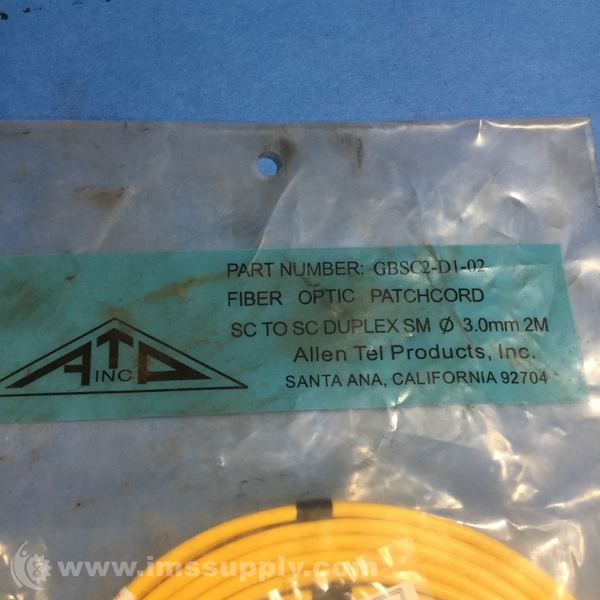 PART NUMBER: GBSC2-D1-02
FIBER OPTIC PATCHCORD
SC TO SC DUPLEX SM Ø 3.0mm 2M
Allen Tel Products, Inc.
SANTA ANA, CALIFORNIA 92704
ATP
INC
www.imssupply.com